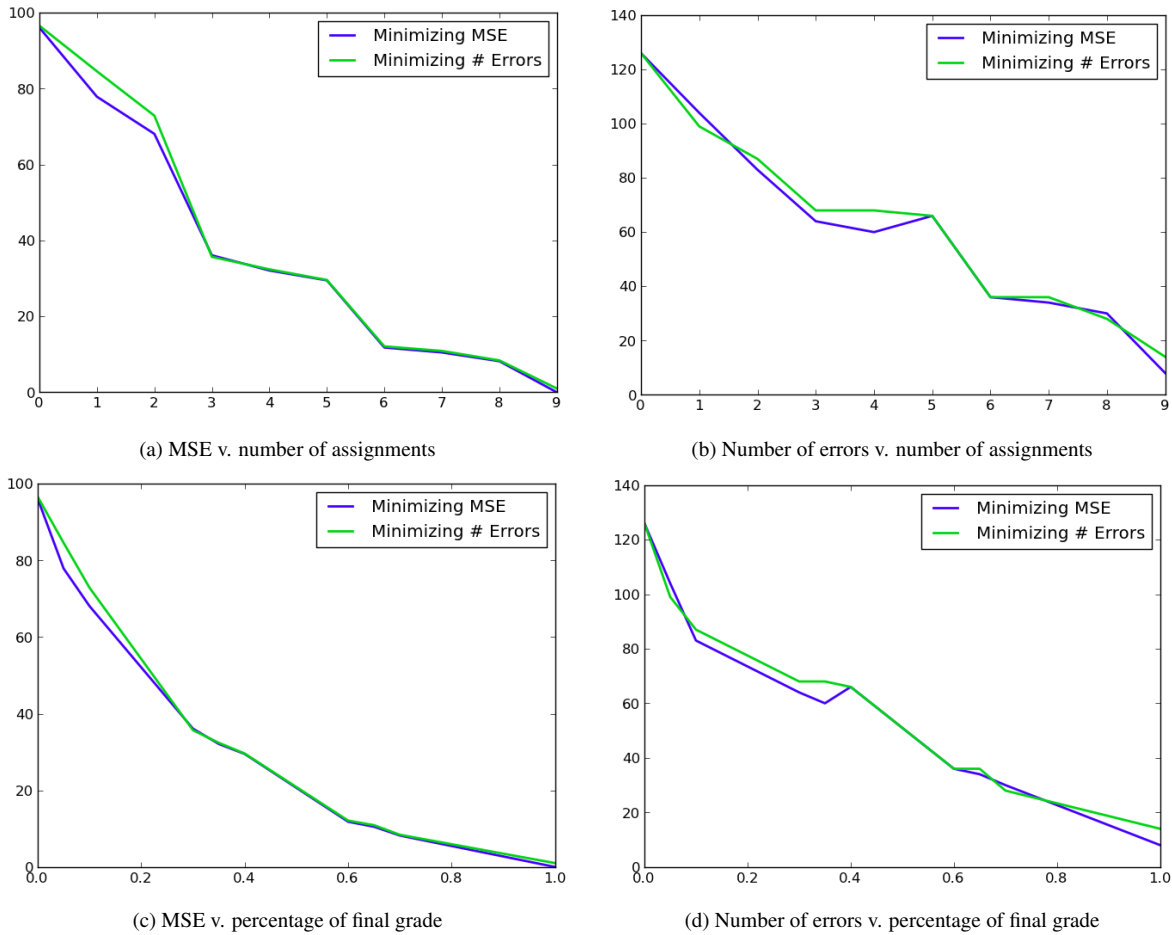 100
80
60
40
20
0
0 1 2 3 4 5 6 7 8 9
Minimizing MSE
Minimizing # Errors
(a) MSE v. number of assignments
140
120
100
80
60
40
20
0
0 1 2 3 4 5 6 7 8 9
Minimizing MSE
Minimizing # Errors
(b) Number of errors v. number of assignments
100
80
60
40
20
0
0.0 0.2 0.4 0.6 0.8 1.0
Minimizing MSE
Minimizing # Errors
(c) MSE v. percentage of final grade
140
120
100
80
60
40
20
0
0.0 0.2 0.4 0.6 0.8 1.0
Minimizing MSE
Minimizing # Errors
(d) Number of errors v. percentage of final grade